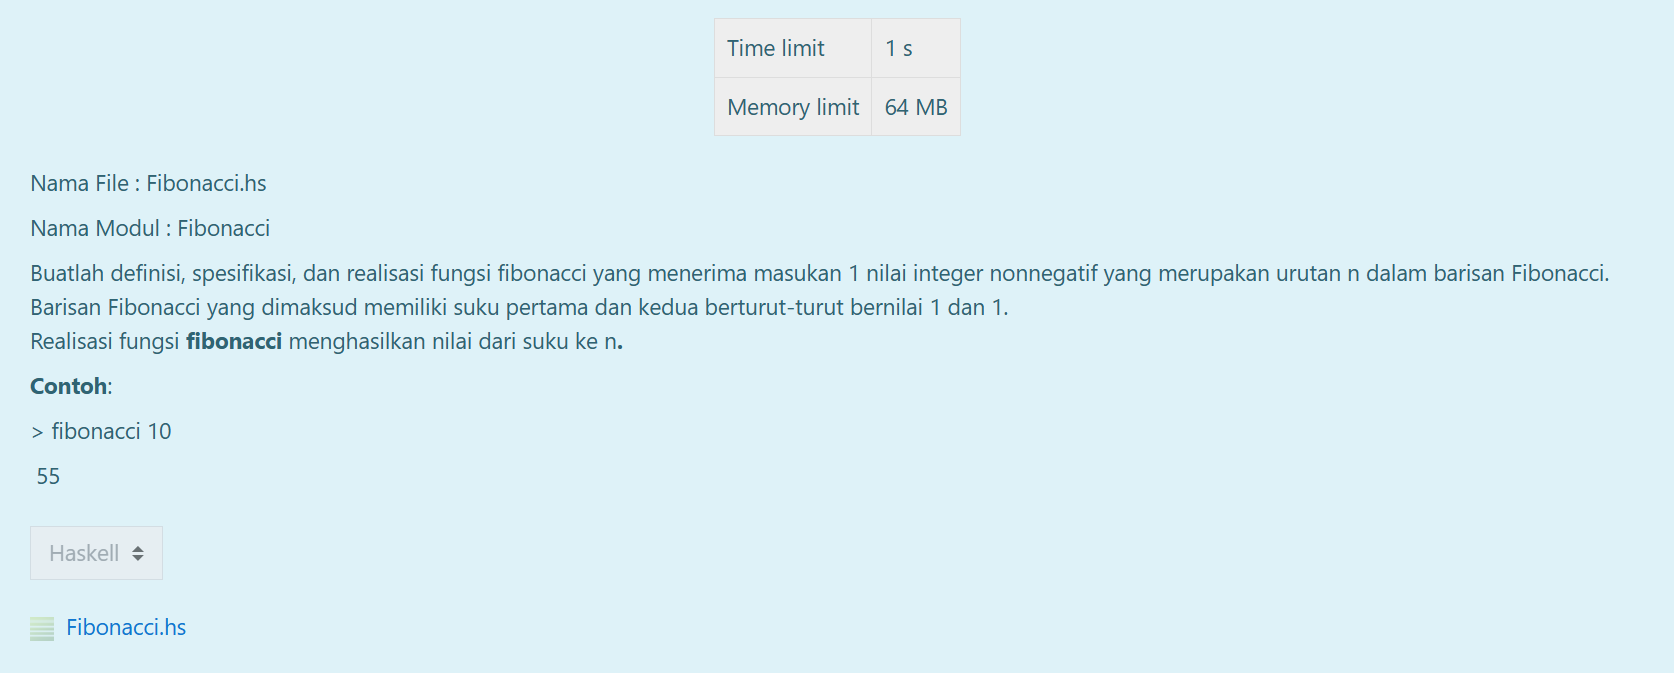 Time limit 1 s
Memory limit 64 MB
Nama File : Fibonacci.hs
Nama Modul : Fibonacci
Buatlah definisi, spesifikasi, dan realisasi fungsi fibonacci yang menerima masukan 1 nilai integer nonnegatif yang merupakan urutan n dalam barisan Fibonacci.
Barisan Fibonacci yang dimaksud memiliki suku pertama dan kedua berturut-turut bernilai 1 dan 1.
Realisasi fungsi fibonacci menghasilkan nilai dari suku ke n.
Contoh:
> fibonacci 10
55
Haskell
Fibonacci.hs